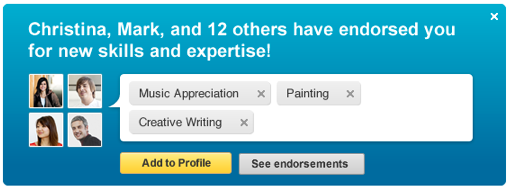 Christina, Mark, and 12 others have endorsed you
for new skills and expertise!
Music Appreciation × Painting ×
Creative Writing ×
Add to Profile See endorsements